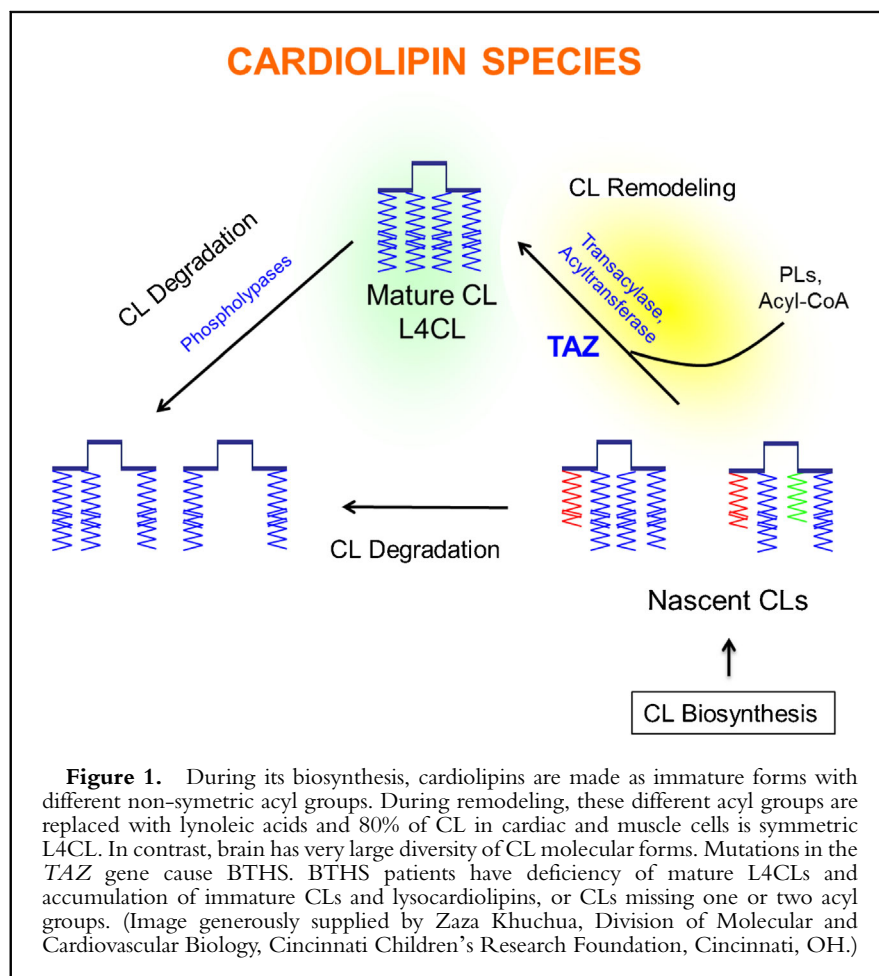 CARDIOLIPIN SPECIES
CL Remodeling
CL Degradation
Phospholypases
Transacylase,
Acyltransferase
PLs,
Acyl-CoA
Mature CL
L4CL
TAZ
CL Degradation
Nascent CLs
CL Biosynthesis
Figure 1. During its biosynthesis, cardiolipins are made as immature forms with
different non-symetric acyl groups. During remodeling, these different acyl groups are
replaced with lynoleic acids and 80% of CL in cardiac and muscle cells is symmetric
L4CL. In contrast, brain has very large diversity of CL molecular forms. Mutations in the
TAZ gene cause BTHS. BTHS patients have deficiency of mature L4CLs and
accumulation of immature CLs and lysocardiolipins, or CLs missing one or two acyl
groups. (Image generously supplied by Zaza Khuchua, Division of Molecular and
Cardiovascular Biology, Cincinnati Children's Research Foundation, Cincinnati, OH.)